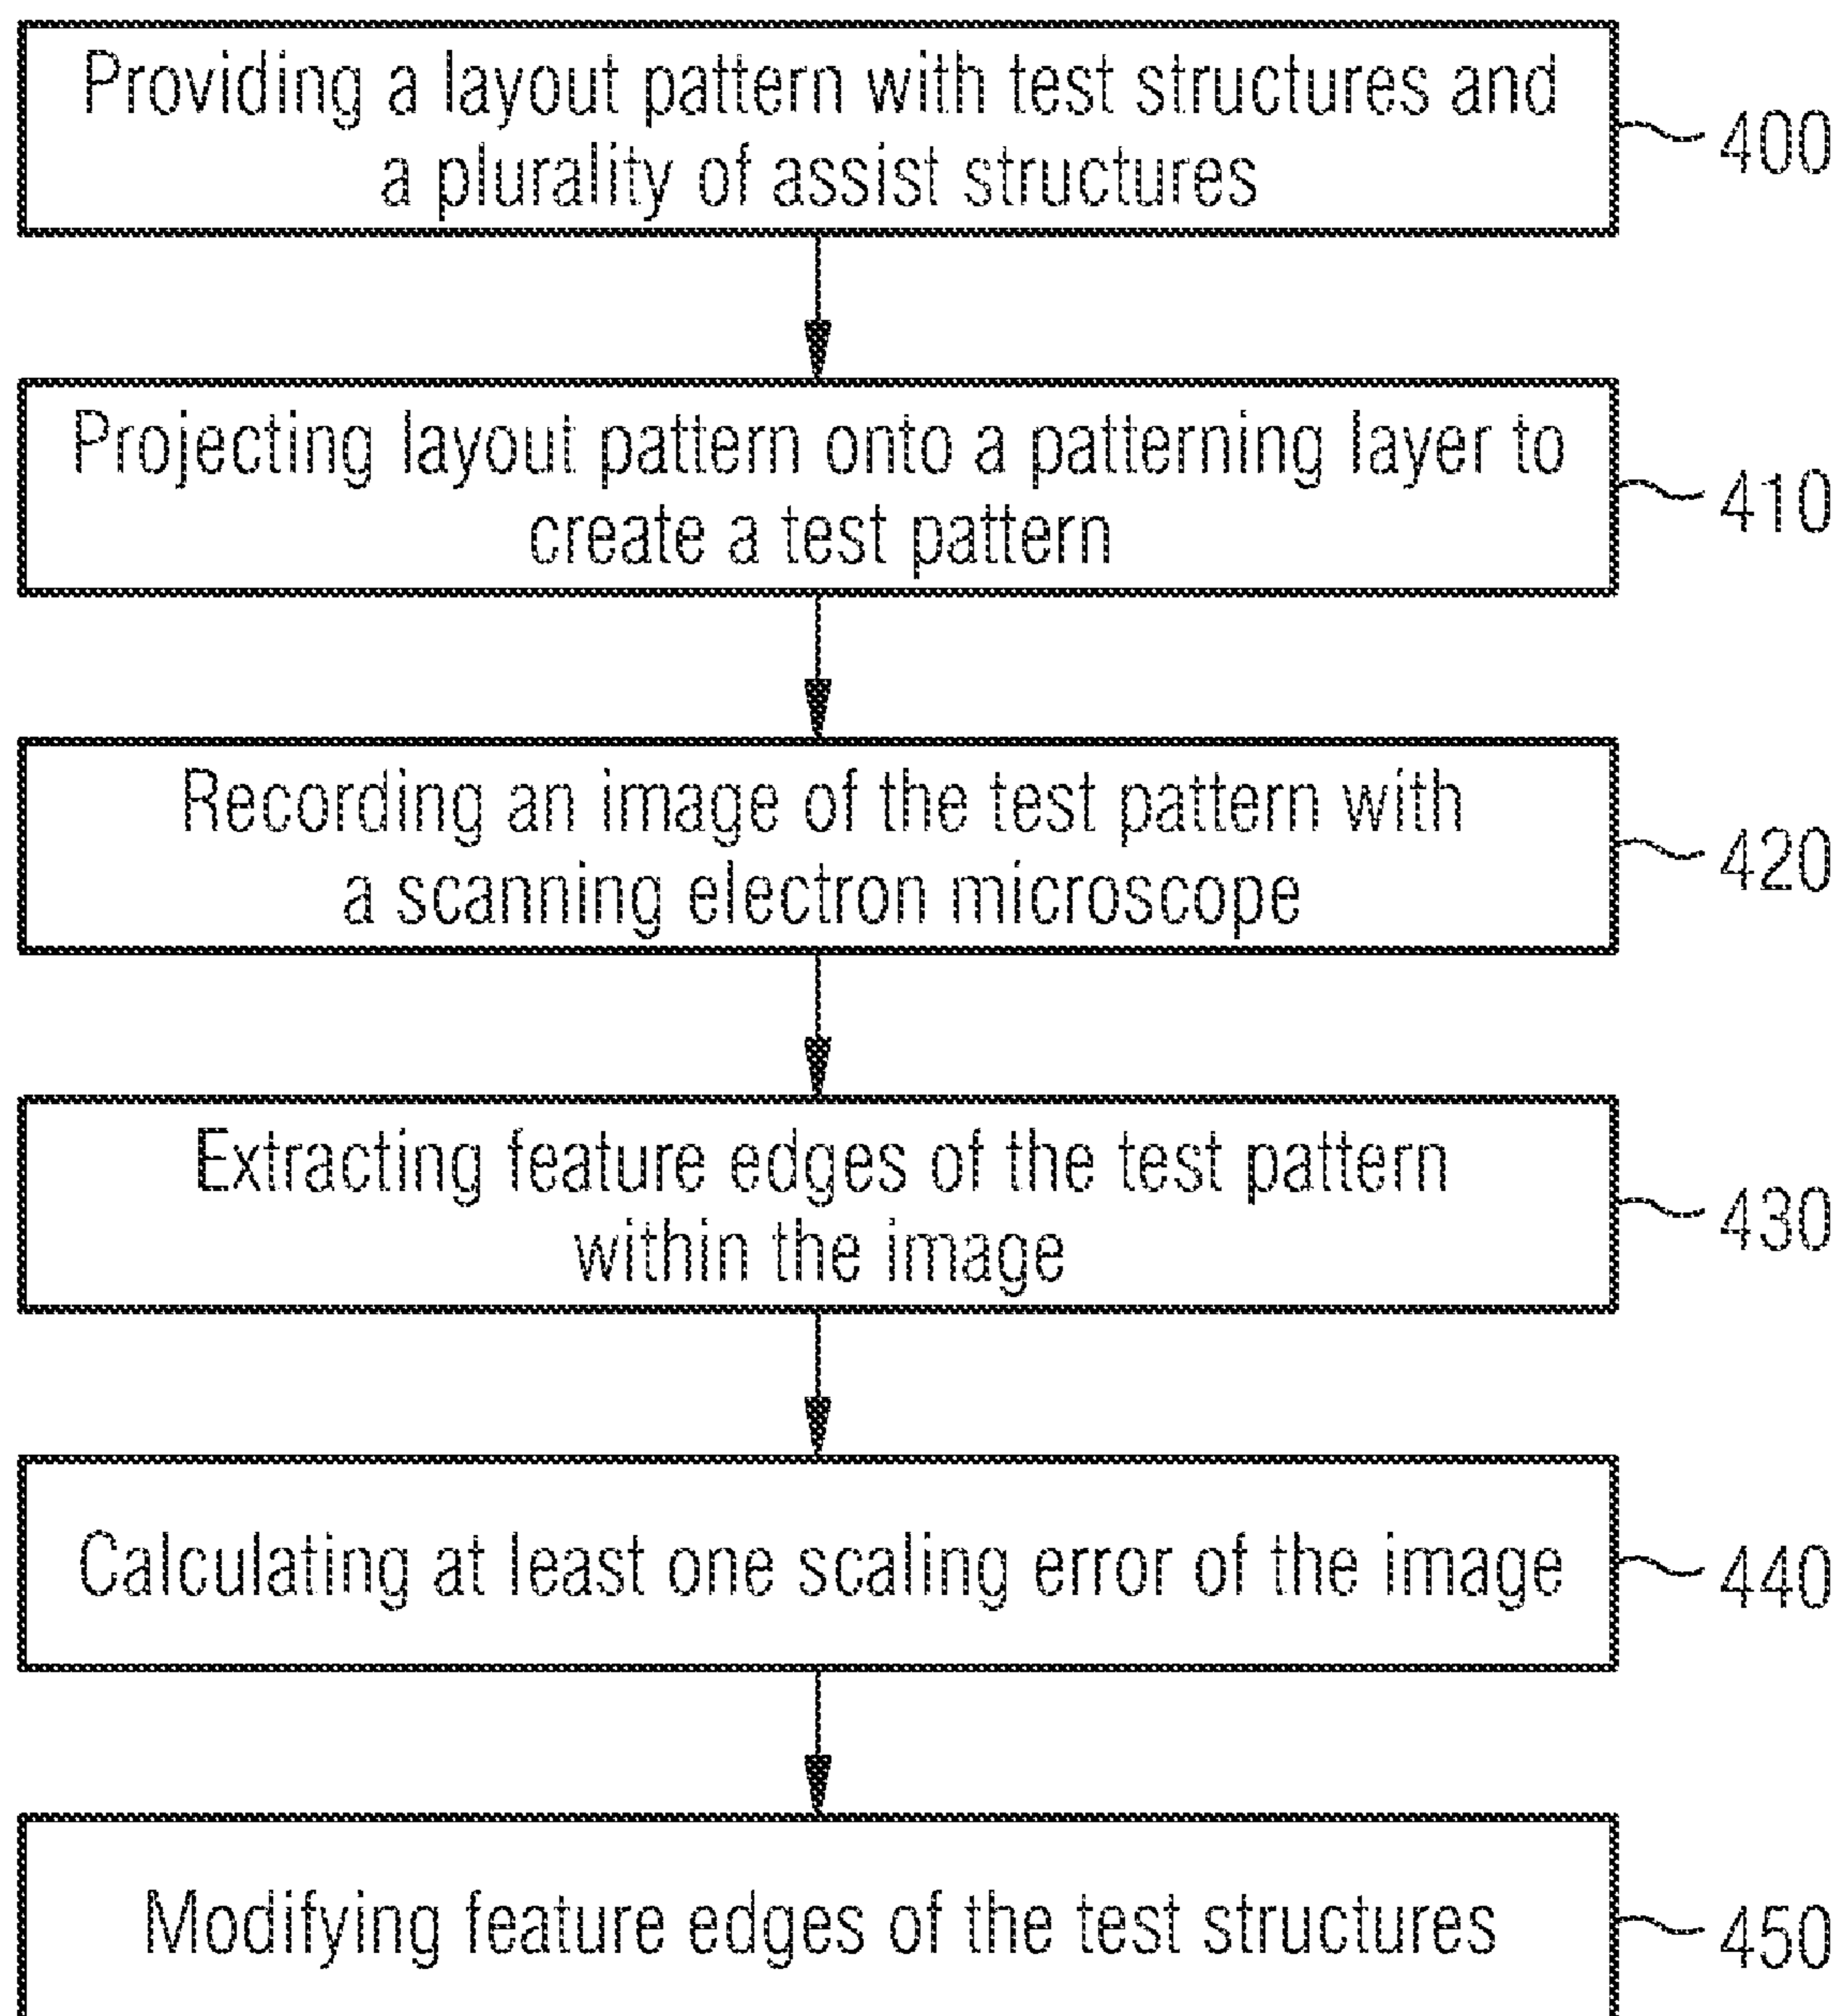 Providing a layout pattern with test structures and
a plurality of assist structures
400
Projecting layout pattern onto a patterning layer to
create a test pattern
410
Recording an image of the test pattern with
a scanning electron microscope
420
Extracting feature edges of the test pattern
within the image
430
Calculating at least one scaling error of the image
440
Modifying feature edges of the test structures
450